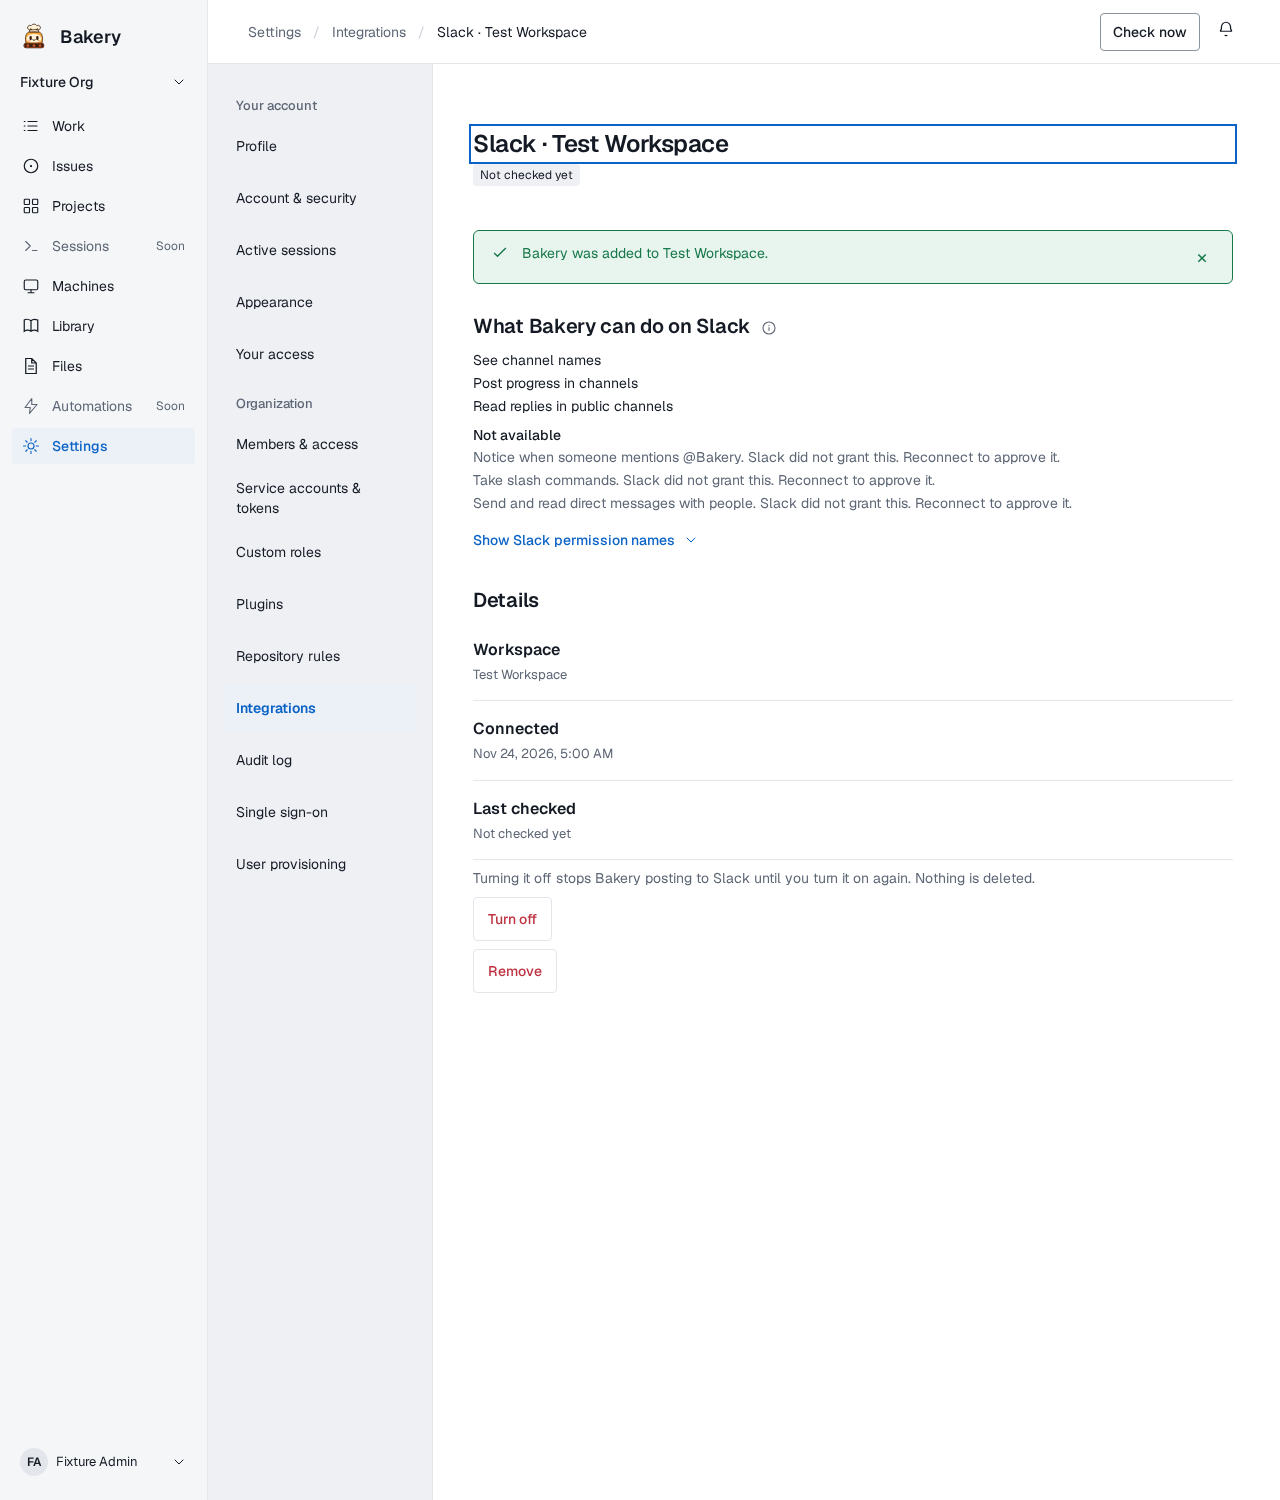 Bakery
Fixture Org
Work
Issues
Projects
Sessions Soon
Machines
Library
Files
Automations Soon
Settings
FA Fixture Admin
Settings / Integrations / Slack · Test Workspace
Check now
Your account
Profile
Account & security
Active sessions
Appearance
Your access
Organization
Members & access
Service accounts &
tokens
Custom roles
Plugins
Repository rules
Integrations
Audit log
Single sign-on
User provisioning
Slack · Test Workspace
Not checked yet
Bakery was added to Test Workspace.
What Bakery can do on Slack
See channel names
Post progress in channels
Read replies in public channels
Not available
Notice when someone mentions @Bakery. Slack did not grant this. Reconnect to approve it.
Take slash commands. Slack did not grant this. Reconnect to approve it.
Send and read direct messages with people. Slack did not grant this. Reconnect to approve it.
Show Slack permission names
Details
Workspace
Test Workspace
Connected
Nov 24, 2026, 5:00 AM
Last checked
Not checked yet
Turning it off stops Bakery posting to Slack until you turn it on again. Nothing is deleted.
Turn off
Remove